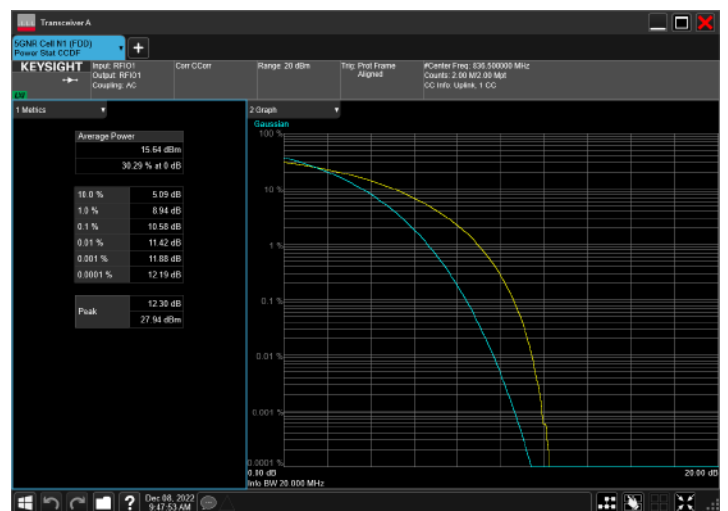 Transceiver A
5GNR Cell N1 (FDD)
Power Stat CCDF
KEYSIGHT
Input: RFIO1
Output: RFIO1
Coupling: AC
Corr CCorr
Range: 20 dBm
Trig: Prot Frame
Aligned
#Center Freq: 836.500000 MHz
Counts: 2.00 M/2.00 Mpt
CC Info: Uplink, 1 CC
1 Metrics
Average Power
15.64 dBm
30.29 % at 0 dB
10.0 % 5.09 dB
1.0 % 8.94 dB
0.1 % 10.58 dB
0.01 % 11.42 dB
0.001 % 11.88 dB
0.0001 % 12.19 dB
Peak
12.30 dB
27.94 dBm
2 Graph
Gaussian
100 %
10 %
1 %
0.1 %
0.01 %
0.001 %
0.0001 %
0.00 dB
20.00 dB
Info BW 20.000 MHz
?
Dec 08, 2022
9:47:53 AM